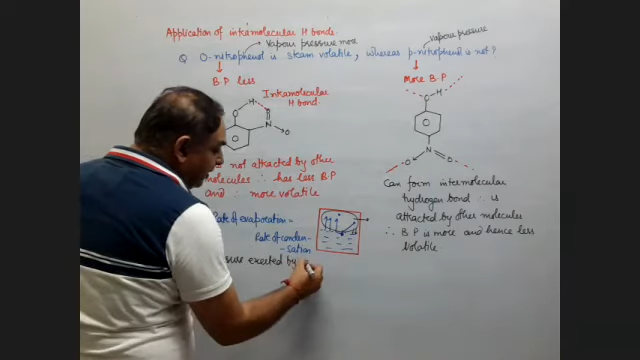 Application of intramolecular H bonds
Vapour pressure more
vapour pressure
Q O-nitrophenol is steam volatile, whereas p-nitrophenol is not?
B.P less
More B.P
Intramolecular
H bond.
O H
O
N
O
O H
N
O O
not attracted by other
molecules ∴ has less B.P
and ∴ more volatile
Can form intermolecular
hydrogen bond ∴ is
attracted by other molecules
∴ B.P is more and hence less
volatile
Rate of evaporation =
Rate of conden-
-sation
sure exerted by